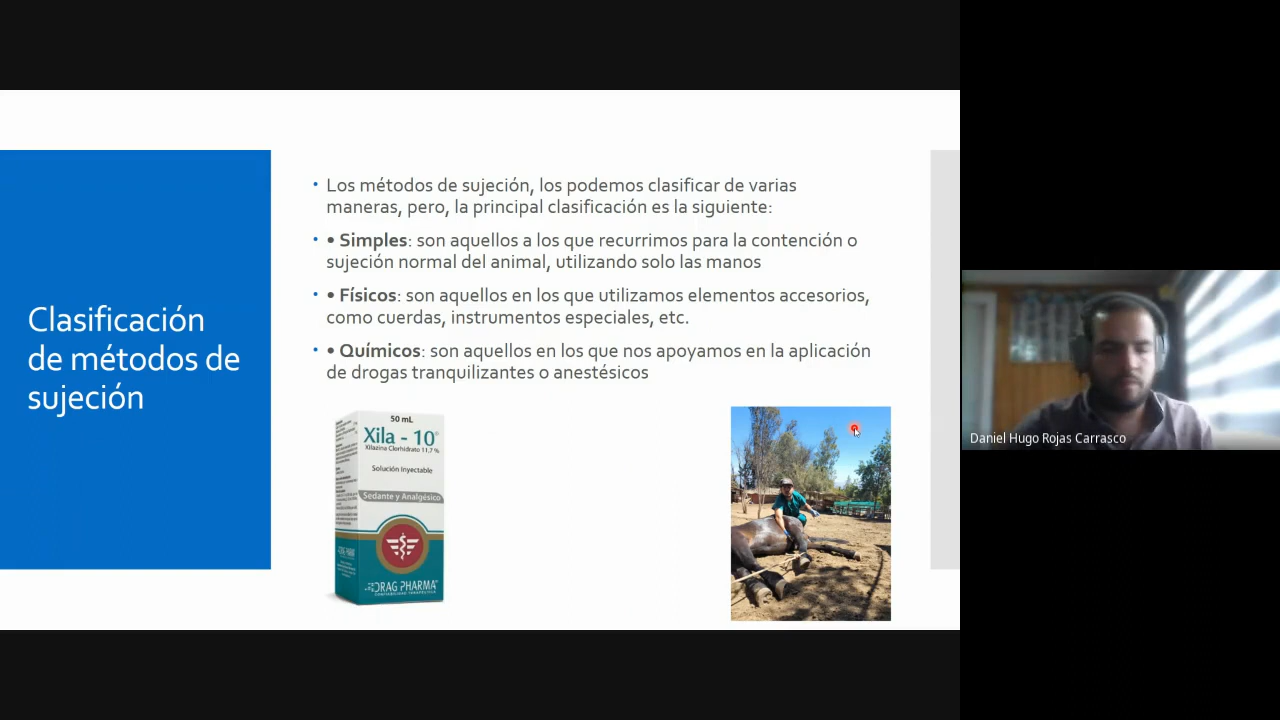 Clasificación
de métodos de
sujeción
• Los métodos de sujeción, los podemos clasificar de varias
maneras, pero, la principal clasificación es la siguiente:
• • Simples: son aquellos a los que recurrimos para la contención o
sujeción normal del animal, utilizando solo las manos
• • Físicos: son aquellos en los que utilizamos elementos accesorios,
como cuerdas, instrumentos especiales, etc.
• • Químicos: son aquellos en los que nos apoyamos en la aplicación
de drogas tranquilizantes o anestésicos
50 mL
Xila - 10®
Xilazina Clorhidrato 11,7 %
Solución Inyectable
Sedante y Analgésico
DRAG PHARMA
Daniel Hugo Rojas Carrasco